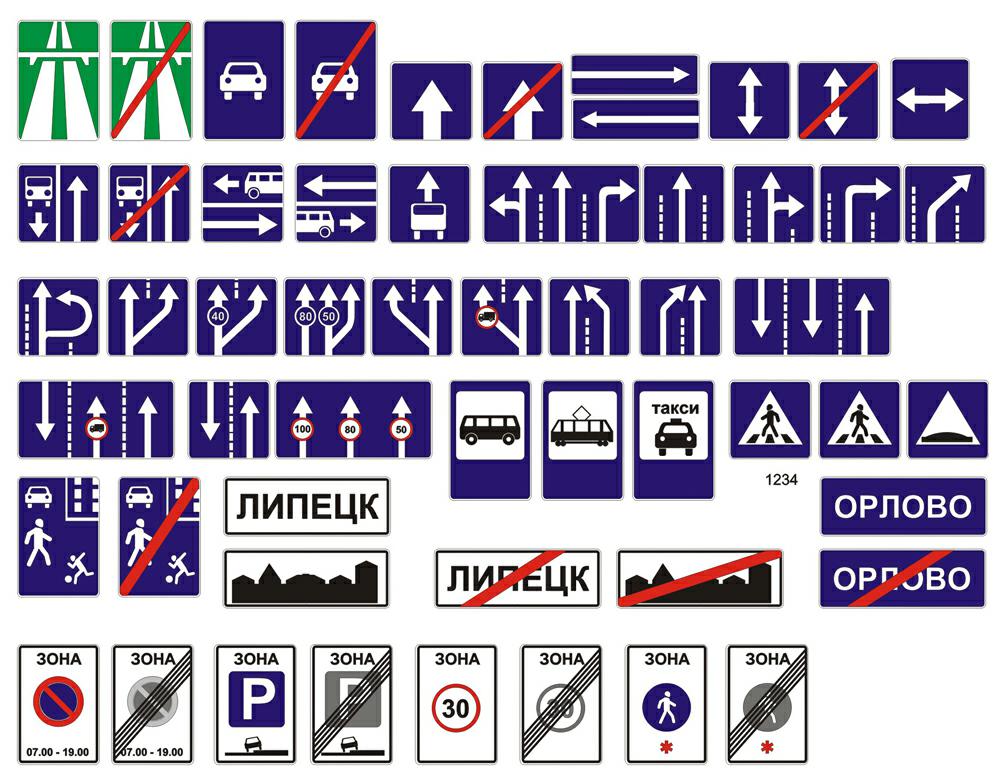 40
80
50
100
80
50
такси
1234
ЛИПЕЦК
ОРЛОВО
ЛИПЕЦК
ОРЛОВО
ЗОНА
07.00 - 19.00
ЗОНА
07.00 - 19.00
ЗОНА
P
ЗОНА
P
ЗОНА
30
ЗОНА
30
ЗОНА
*
ЗОНА
*